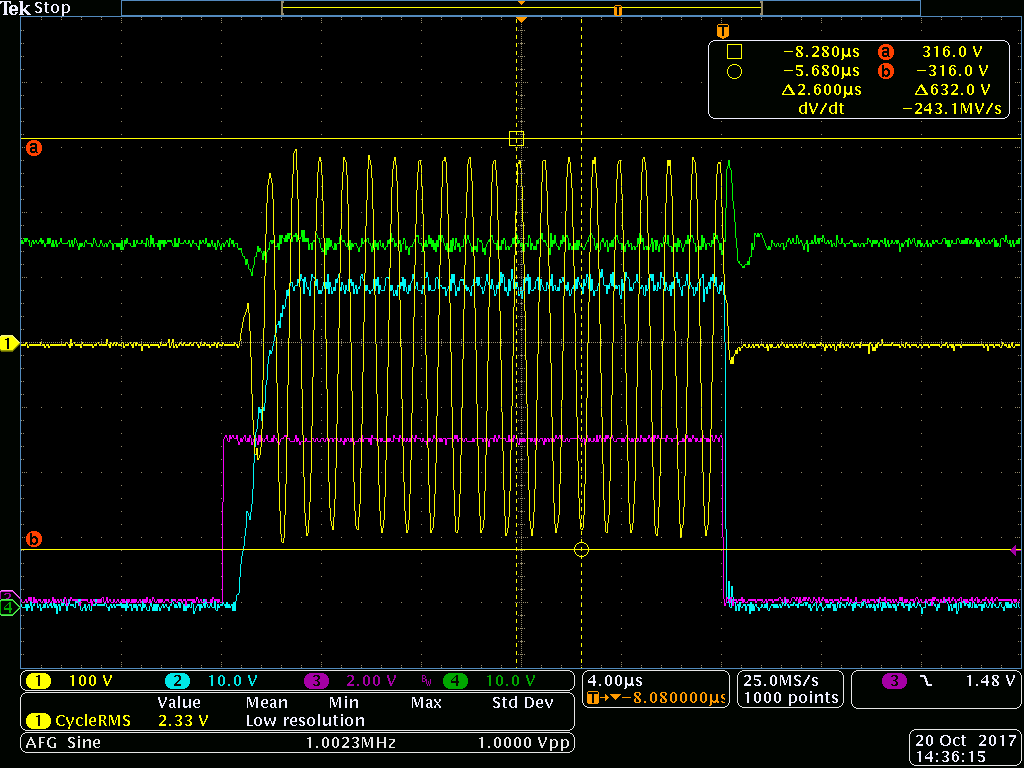 Tek Stop
T
T
−8.280µs a 316.0 V
−5.680µs b −316.0 V
Δ2.600µs Δ632.0 V
dV/dt −243.1MV/s
a
1
b
4
1 100 V 2 10.0 V 3 2.00 V BW 4 10.0 V
4.00µs
T→▼−8.080000µs
25.0MS/s
1000 points
3 1.48 V
Value Mean Min Max Std Dev
1 CycleRMS 2.33 V Low resolution
AFG Sine 1.0023MHz 1.0000 Vpp
20 Oct 2017
14:36:15